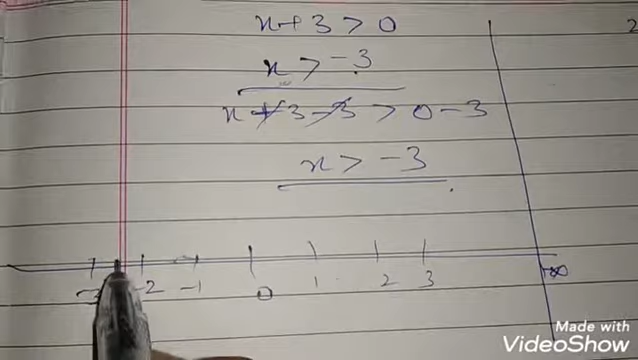 x + 3 > 0
x > -3
x + 3 - 3 > 0 - 3
x > -3
-2 -1 0 1 2 3 +∞
Made with
VideoShow